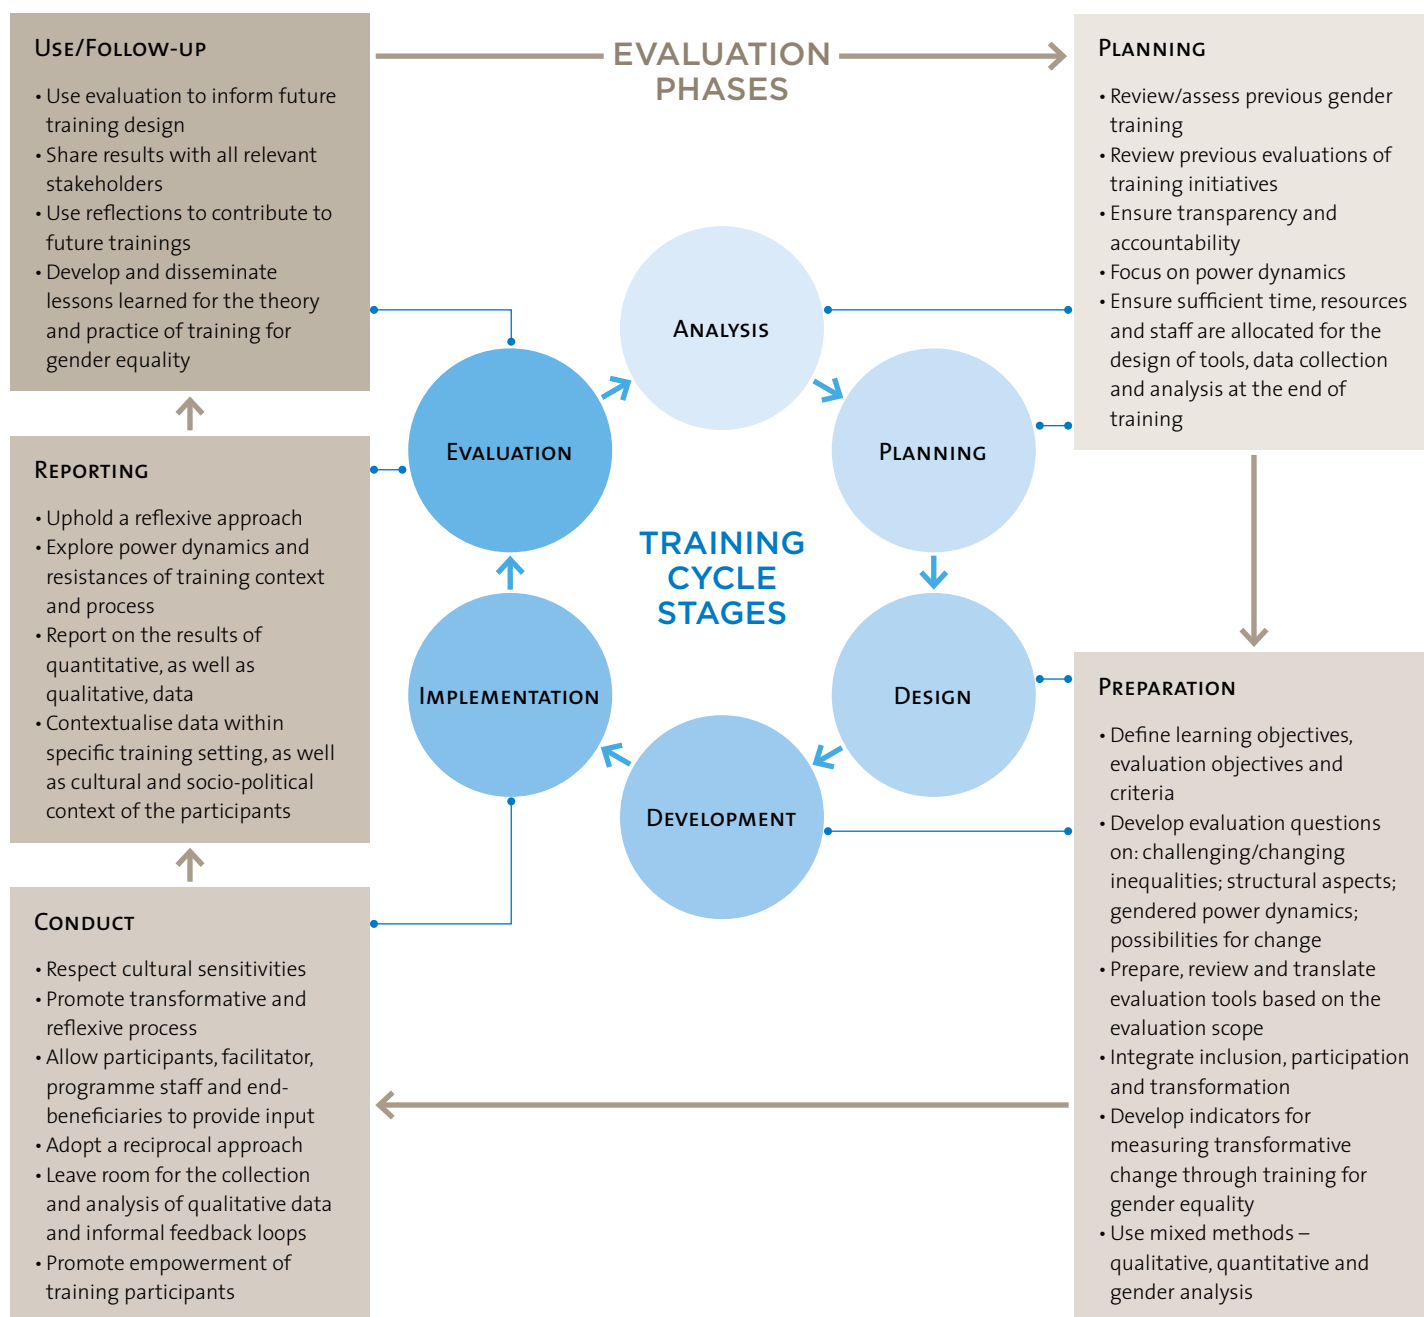 USE/FOLLOW-UP
• Use evaluation to inform future
training design
• Share results with all relevant
stakeholders
• Use reflections to contribute to
future trainings
• Develop and disseminate
lessons learned for the theory
and practice of training for
gender equality
EVALUATION
PHASES
PLANNING
• Review/assess previous gender
training
• Review previous evaluations of
training initiatives
• Ensure transparency and
accountability
• Focus on power dynamics
• Ensure sufficient time, resources
and staff are allocated for the
design of tools, data collection
and analysis at the end of
training
ANALYSIS
PLANNING
DESIGN
DEVELOPMENT
IMPLEMENTATION
EVALUATION
TRAINING
CYCLE
STAGES
REPORTING
• Uphold a reflexive approach
• Explore power dynamics and
resistances of training context
and process
• Report on the results of
quantitative, as well as
qualitative, data
• Contextualise data within
specific training setting, as well
as cultural and socio-political
context of the participants
PREPARATION
• Define learning objectives,
evaluation objectives and
criteria
• Develop evaluation questions
on: challenging/changing
inequalities; structural aspects;
gendered power dynamics;
possibilities for change
• Prepare, review and translate
evaluation tools based on the
evaluation scope
• Integrate inclusion, participation
and transformation
• Develop indicators for
measuring transformative
change through training for
gender equality
• Use mixed methods –
qualitative, quantitative and
gender analysis
CONDUCT
• Respect cultural sensitivities
• Promote transformative and
reflexive process
• Allow participants, facilitator,
programme staff and end-
beneficiaries to provide input
• Adopt a reciprocal approach
• Leave room for the collection
and analysis of qualitative data
and informal feedback loops
• Promote empowerment of
training participants